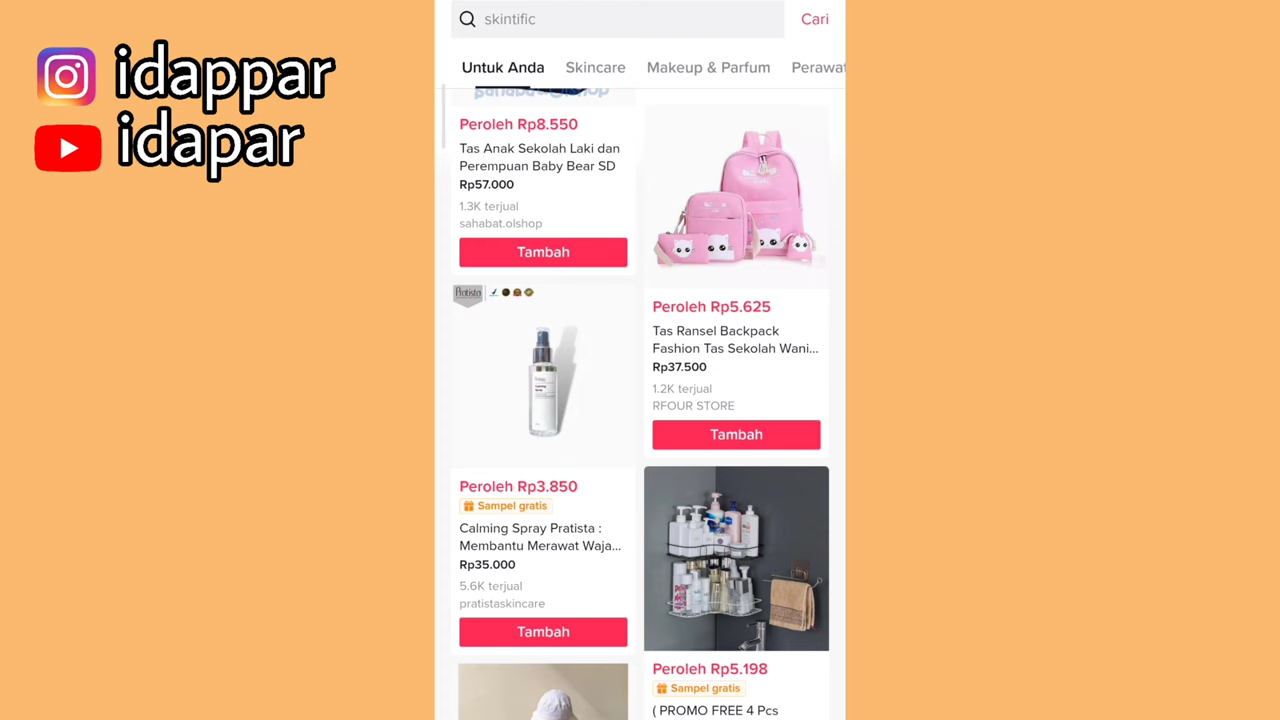 idappar
idapar
skintific
Cari
Untuk Anda
Skincare
Makeup & Parfum
Perawat
Peroleh Rp8.550
Tas Anak Sekolah Laki dan
Perempuan Baby Bear SD
Rp57.000
1.3K terjual
sahabat.olshop
Tambah
Peroleh Rp5.625
Tas Ransel Backpack
Fashion Tas Sekolah Wani...
Rp37.500
1.2K terjual
RFOUR STORE
Tambah
Pratista
Peroleh Rp3.850
Sampel gratis
Calming Spray Pratista :
Membantu Merawat Waja...
Rp35.000
5.6K terjual
pratistaskincare
Tambah
Peroleh Rp5.198
Sampel gratis
( PROMO FREE 4 Pcs